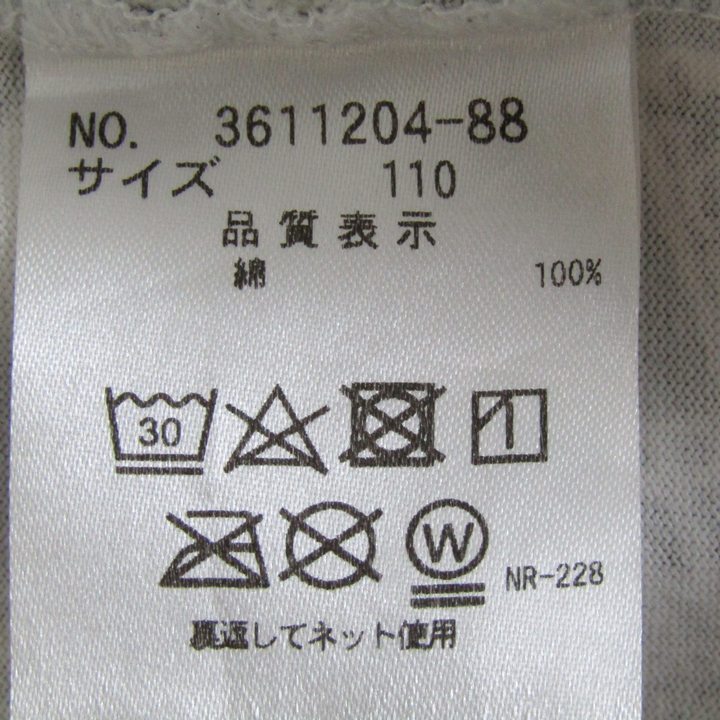 NO. 3611204-88
サイズ 110
品質表示
綿 100%
30
W NR-228
裏返してネット使用